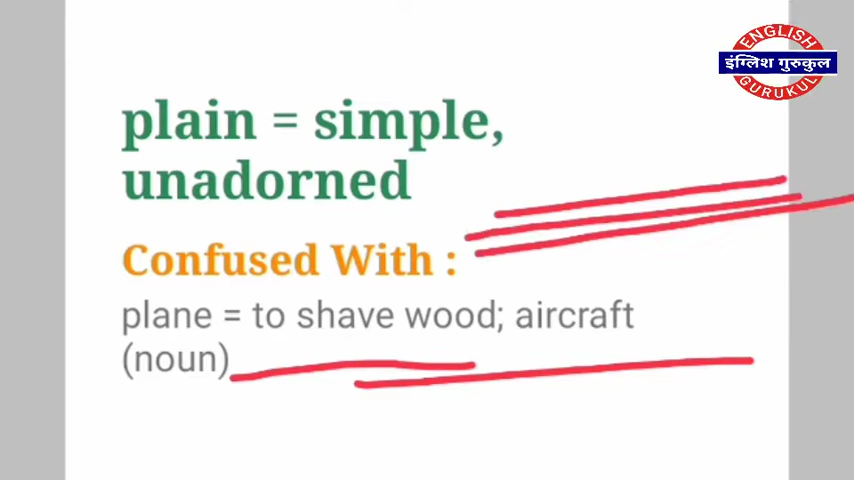 ENGLISH
इंग्लिश गुरुकुल
GURUKUL
plain = simple,
unadorned
Confused With :
plane = to shave wood; aircraft
(noun)